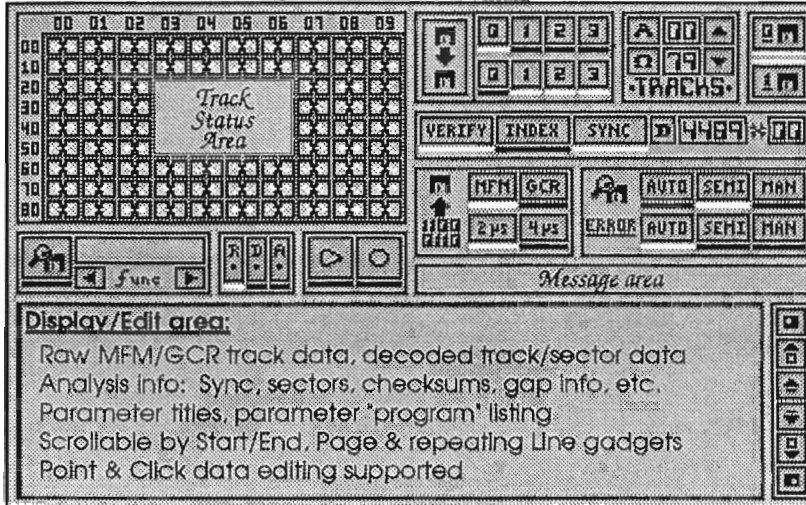 00 01 02 03 04 05 06 07 08 09
00
10
20
30
40
50
60
70
80
Track
Status
Area
0 1 2 3
0 1 2 3
A 00
Ω 79
·TRACKS·
0
1
VERIFY INDEX SYNC D 4489*00
MFM GCR
2µs 4µs
1100
0110
AUTO SEMI MAN
ERROR AUTO SEMI MAN
func
R D A
Message area
Display/Edit area:
Raw MFM/GCR track data, decoded track/sector data
Analysis info: Sync, sectors, checksums, gap info, etc.
Parameter titles, parameter "program" listing
Scrollable by Start/End, Page & repeating Line gadgets
Point & Click data editing supported